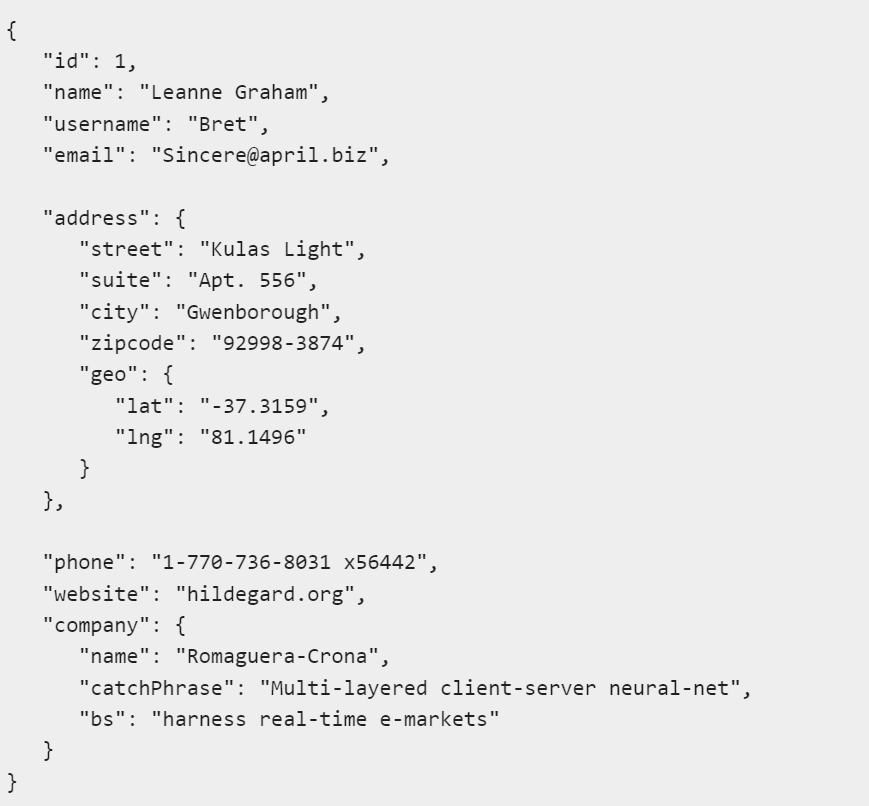 {
   "id": 1,
   "name": "Leanne Graham",
   "username": "Bret",
   "email": "Sincere@april.biz",

   "address": {
      "street": "Kulas Light",
      "suite": "Apt. 556",
      "city": "Gwenborough",
      "zipcode": "92998-3874",
      "geo": {
         "lat": "-37.3159",
         "lng": "81.1496"
      }
   },

   "phone": "1-770-736-8031 x56442",
   "website": "hildegard.org",
   "company": {
      "name": "Romaguera-Crona",
      "catchPhrase": "Multi-layered client-server neural-net",
      "bs": "harness real-time e-markets"
   }
}